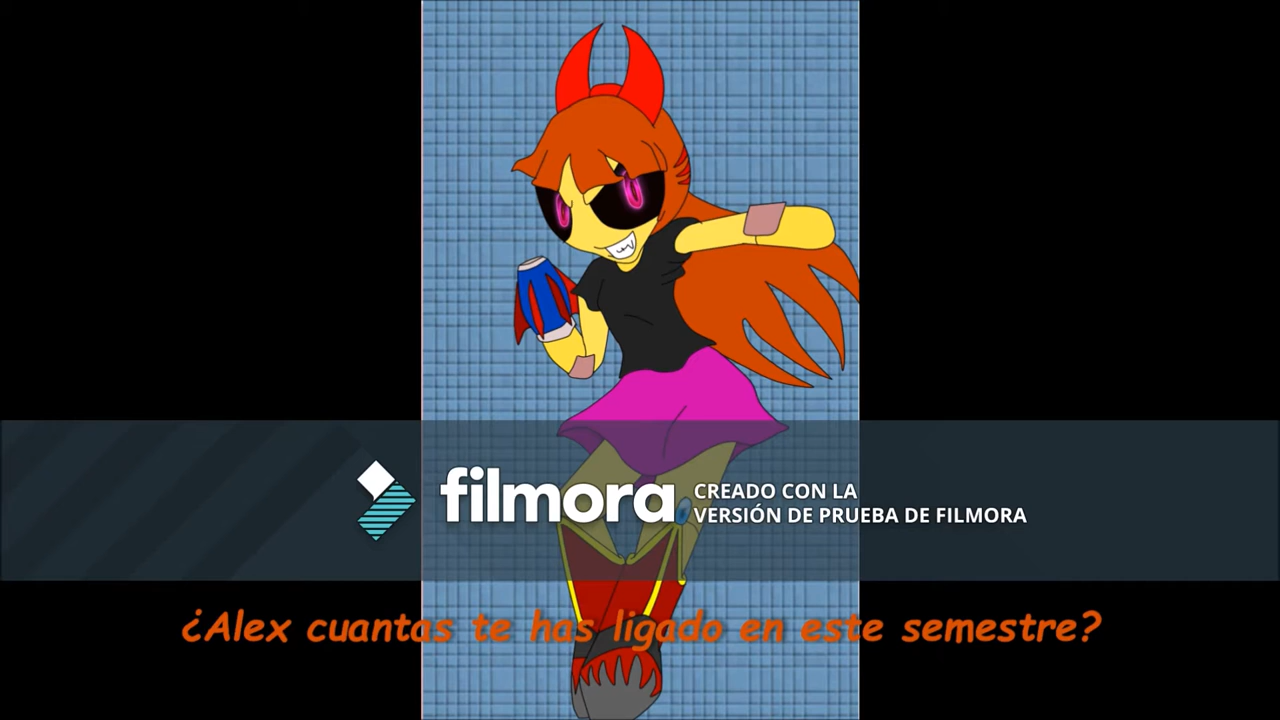 filmora
CREADO CON LA
VERSIÓN DE PRUEBA DE FILMORA
¿Alex cuantas te has ligado en este semestre?